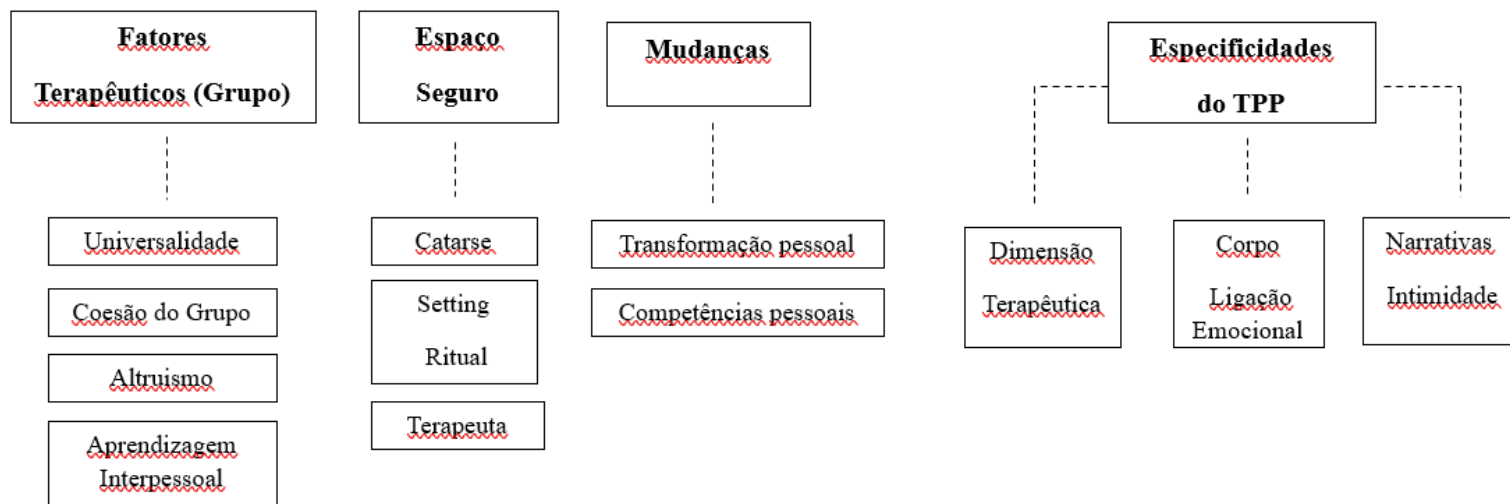 Fatores
Terapêuticos (Grupo)
Espaço
Seguro
Mudanças
Especificidades
do TPP
Universalidade
Coesão do Grupo
Altruismo
Aprendizagem
Interpessoal
Catarse
Setting
Ritual
Terapeuta
Transformação pessoal
Competências pessoais
Dimensão
Terapêutica
Corpo
Ligação
Emocional
Narrativas
Intimidade